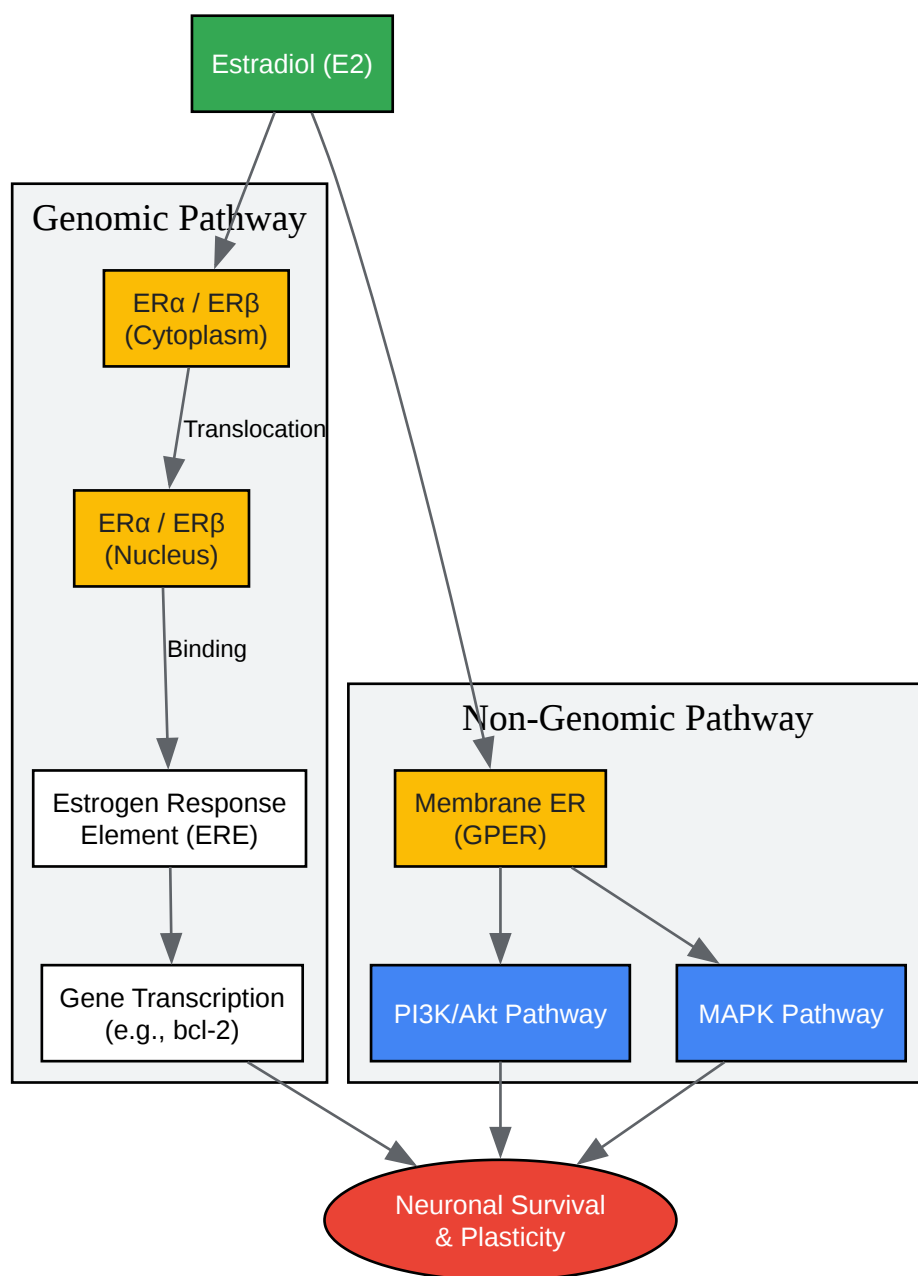 Estradiol (E2)
Genomic Pathway
ERα / ERβ
(Cytoplasm)
Translocation
ERα / ERβ
(Nucleus)
Binding
Estrogen Response
Element (ERE)
Gene Transcription
(e.g., bcl-2)
Non-Genomic Pathway
Membrane ER
(GPER)
PI3K/Akt Pathway
MAPK Pathway
Neuronal Survival
& Plasticity